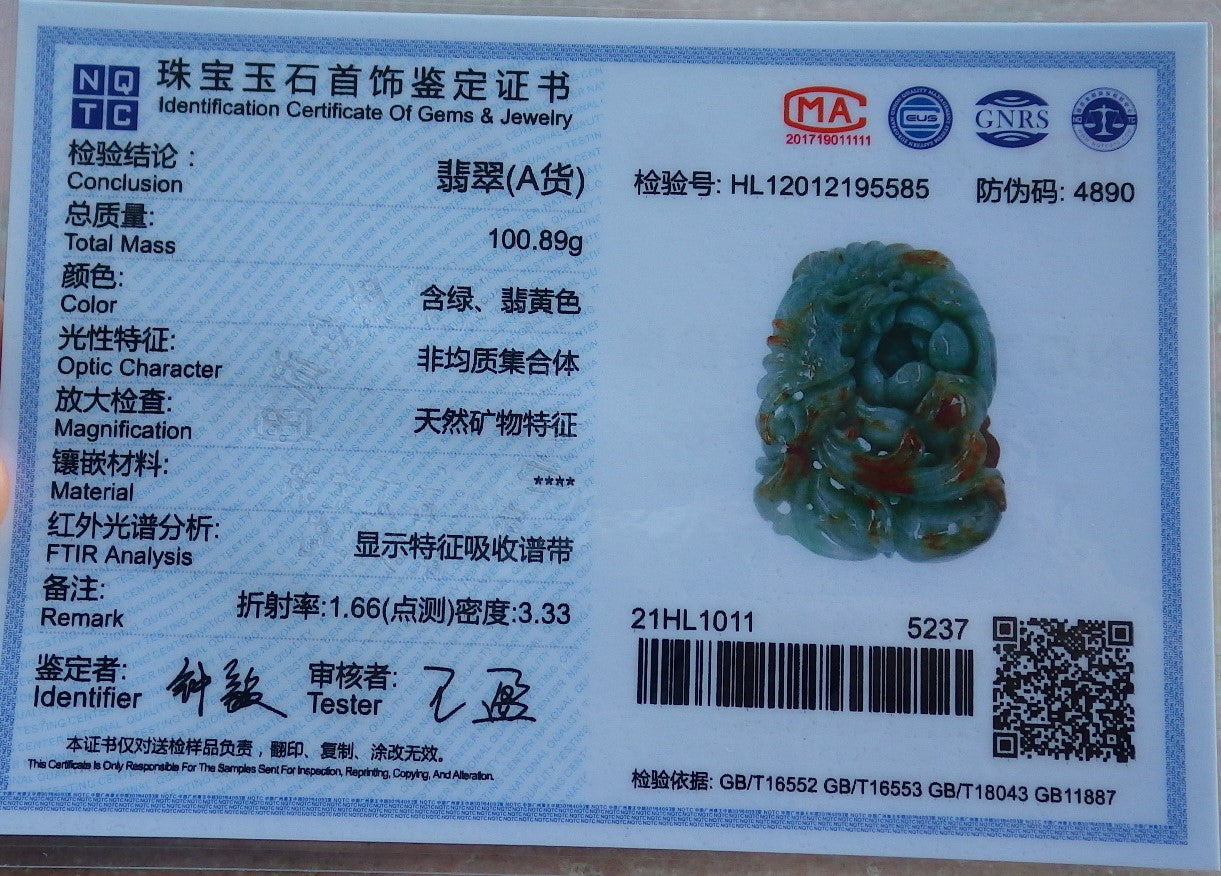 NQ
TC
珠宝玉石首饰鉴定证书
Identification Certificate Of Gems & Jewelry
检验结论：
Conclusion
翡翠(A货)
总质量:
Total Mass
100.89g
颜色:
Color
含绿、翡黄色
光性特征:
Optic Character
非均质集合体
放大检查:
Magnification
天然矿物特征
镶嵌材料:
Material
****
红外光谱分析:
FTIR Analysis
显示特征吸收谱带
备注:
Remark
折射率:1.66(点测)密度:3.33
鉴定者:
Identifier
审核者:
Tester
王盈
本证书仅对送检样品负责，翻印、复制、涂改无效。
This Certificate Is Only Responsible For The Samples Sent For Inspection, Reprinting, Copying, And Alteration.
MA
201719011111
EUS
GNRS
检验号: HL12012195585
防伪码: 4890
21HL1011
5237
检验依据: GB/T16552 GB/T16553 GB/T18043 GB11887